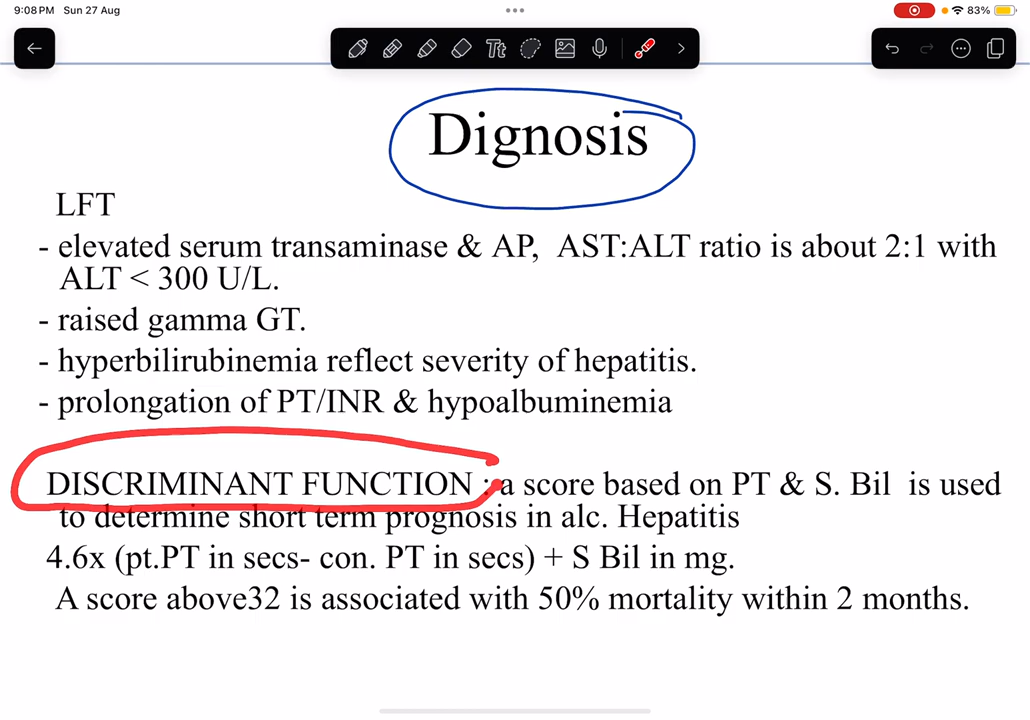 9:08 PM Sun 27 Aug
83%
Tt
Dignosis
LFT
- elevated serum transaminase & AP, AST:ALT ratio is about 2:1 with
ALT < 300 U/L.
- raised gamma GT.
- hyperbilirubinemia reflect severity of hepatitis.
- prolongation of PT/INR & hypoalbuminemia
DISCRIMINANT FUNCTION : a score based on PT & S. Bil is used
to determine short term prognosis in alc. Hepatitis
4.6x (pt.PT in secs- con. PT in secs) + S Bil in mg.
A score above32 is associated with 50% mortality within 2 months.